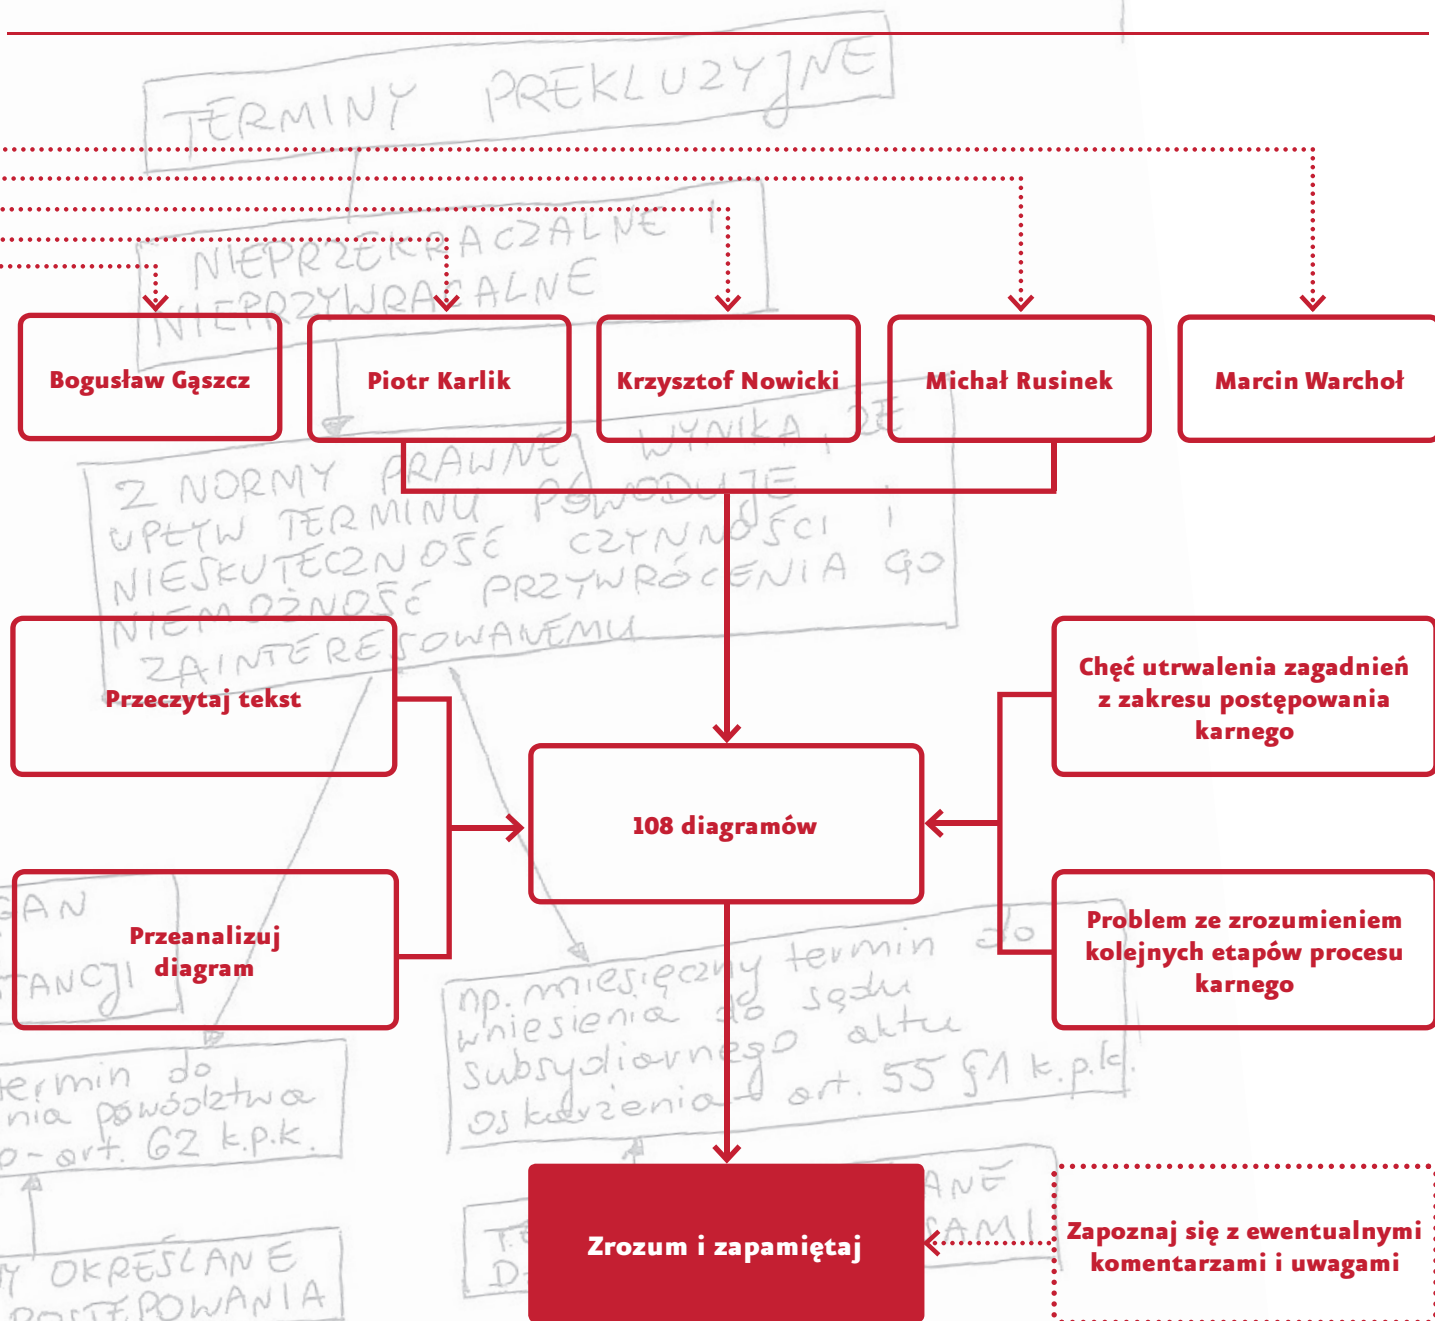 TERMINY PREKLUZYJNE
NIEPRZEKRACZALNE I
NIEPRZYWRACALNE
Bogusław Gąszcz
Piotr Karlik
Krzysztof Nowicki
Michał Rusinek
Marcin Warchoł
Z NORMY PRAWNEJ WYNIKA, ŻE
UPŁYW TERMINU POWODUJE
NIESKUTECZNOŚĆ CZYNNOŚCI I
NIEMOŻNOŚĆ PRZYWRÓCENIA GO
ZAINTERESOWANEMU
Przeczytaj tekst
Chęć utrwalenia zagadnień
z zakresu postępowania
karnego
108 diagramów
Przeanalizuj
diagram
Problem ze zrozumieniem
kolejnych etapów procesu
karnego
np. miesięczny termin do
wniesienia do sądu
subsydiarnego aktu
oskarżenia - art. 55 §1 k.p.k.
termin do
powództwa
art. 62 k.p.k.
OKREŚLANE
POSTĘPOWANIA
Zrozum i zapamiętaj
Zapoznaj się z ewentualnymi
komentarzami i uwagami